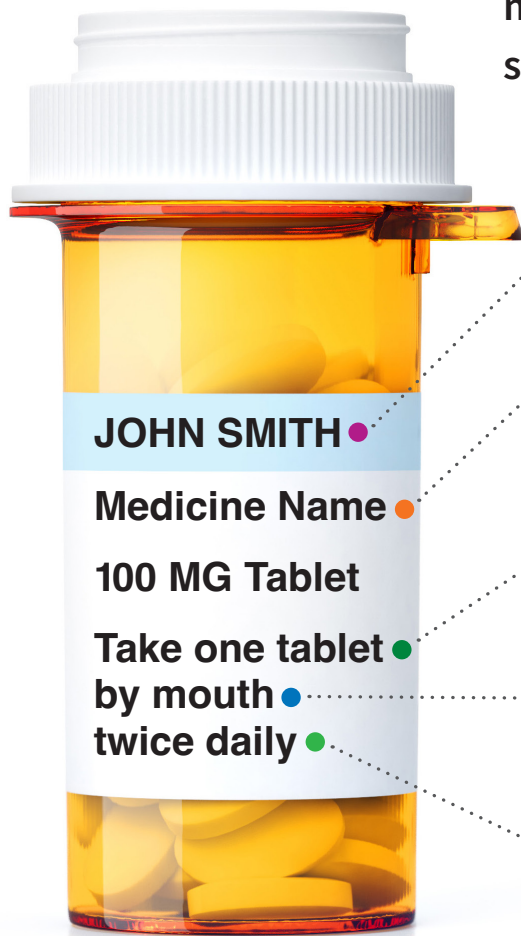 JOHN SMITH
Medicine Name
100 MG Tablet
Take one tablet
by mouth
twice daily